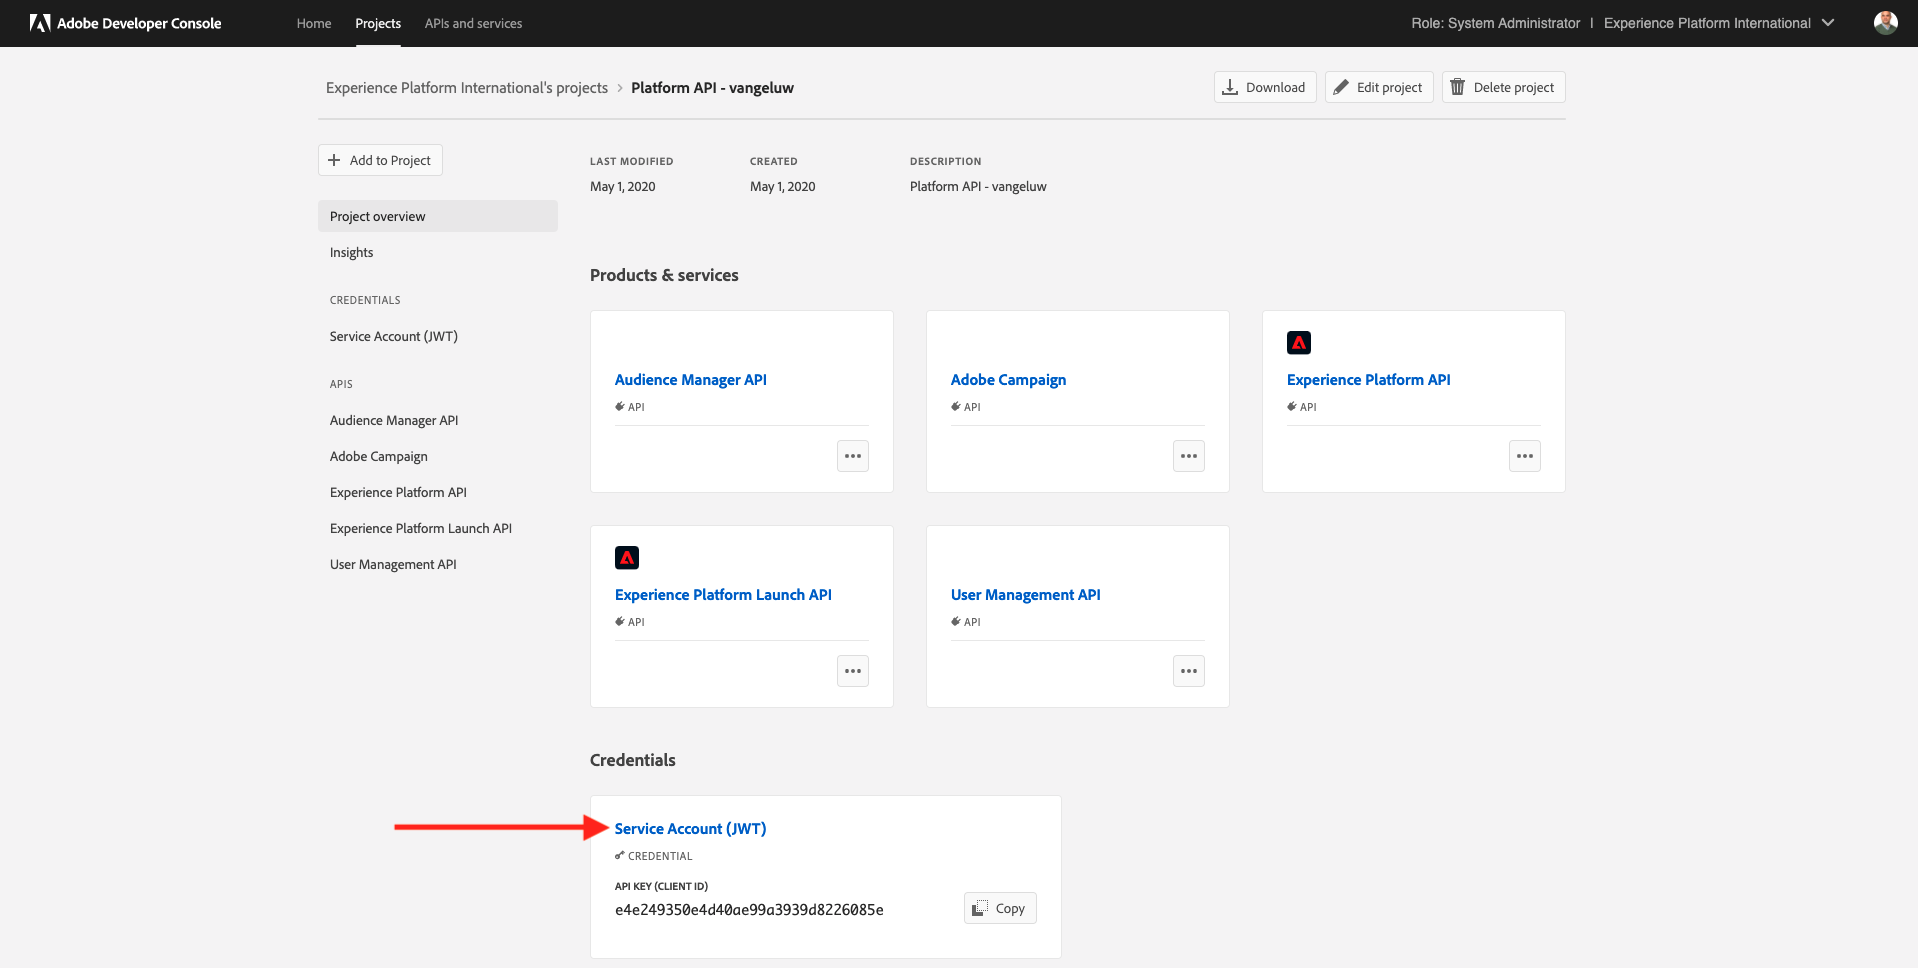 Adobe Developer Console
Home
Projects
APIs and services
Role: System Administrator | Experience Platform International
Experience Platform International's projects > Platform API - vangeluw
Download
Edit project
Delete project
Add to Project
Project overview
Insights
CREDENTIALS
Service Account (JWT)
APIS
Audience Manager API
Adobe Campaign
Experience Platform API
Experience Platform Launch API
User Management API
LAST MODIFIED
May 1, 2020
CREATED
May 1, 2020
DESCRIPTION
Platform API - vangeluw
Products & services
Audience Manager API
API
Adobe Campaign
API
Experience Platform API
API
Experience Platform Launch API
API
User Management API
API
Credentials
Service Account (JWT)
CREDENTIAL
API KEY (CLIENT ID)
e4e249350e4d40ae99a3939d8226085e
Copy